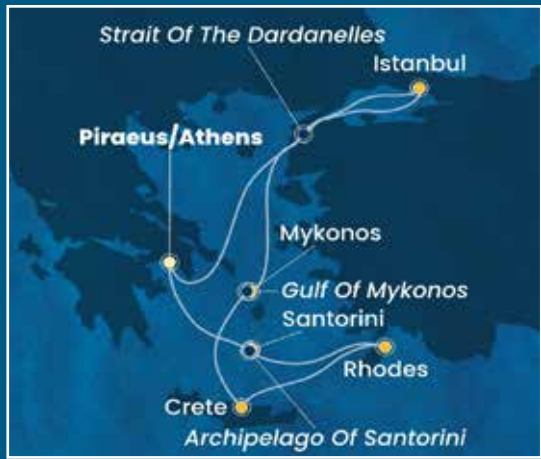 Strait Of The Dardanelles
Istanbul
Piraeus/Athens
Mykonos
Gulf Of Mykonos
Santorini
Rhodes
Crete
Archipelago Of Santorini